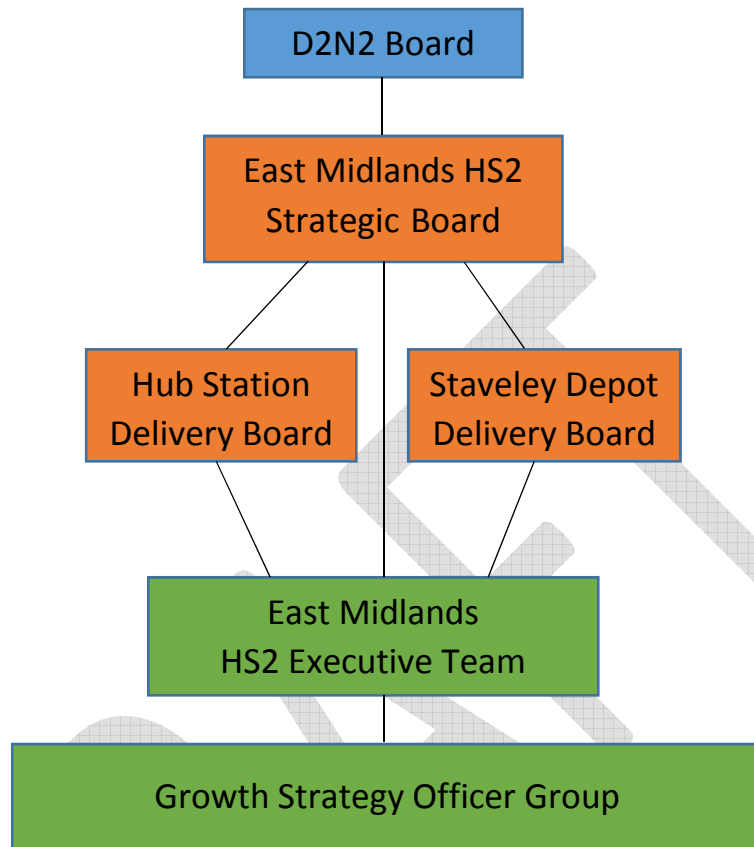 D2N2 Board
East Midlands HS2
Strategic Board
Hub Station
Delivery Board
Staveley Depot
Delivery Board
East Midlands
HS2 Executive Team
Growth Strategy Officer Group